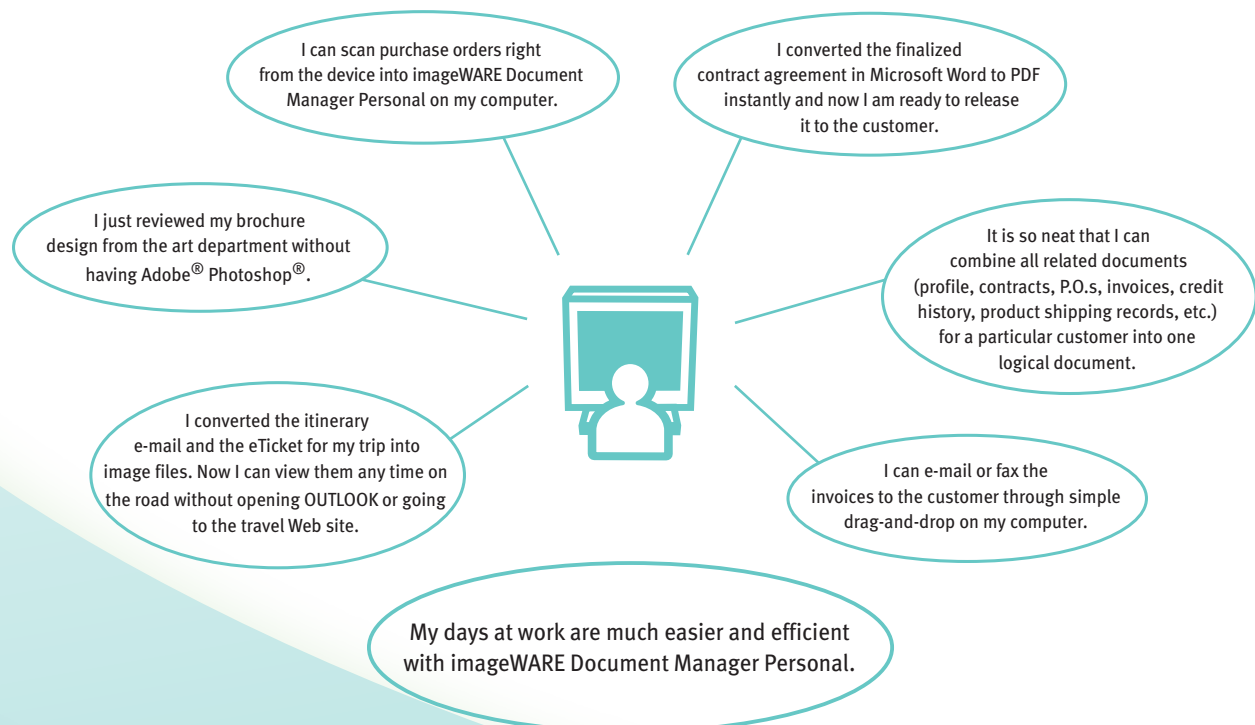 I can scan purchase orders right
from the device into imageWARE Document
Manager Personal on my computer.
I converted the finalized
contract agreement in Microsoft Word to PDF
instantly and now I am ready to release
it to the customer.
I just reviewed my brochure
design from the art department without
having Adobe® Photoshop®.
It is so neat that I can
combine all related documents
(profile, contracts, P.O.s, invoices, credit
history, product shipping records, etc.)
for a particular customer into one
logical document.
I converted the itinerary
e-mail and the eTicket for my trip into
image files. Now I can view them any time on
the road without opening OUTLOOK or going
to the travel Web site.
I can e-mail or fax the
invoices to the customer through simple
drag-and-drop on my computer.
My days at work are much easier and efficient
with imageWARE Document Manager Personal.